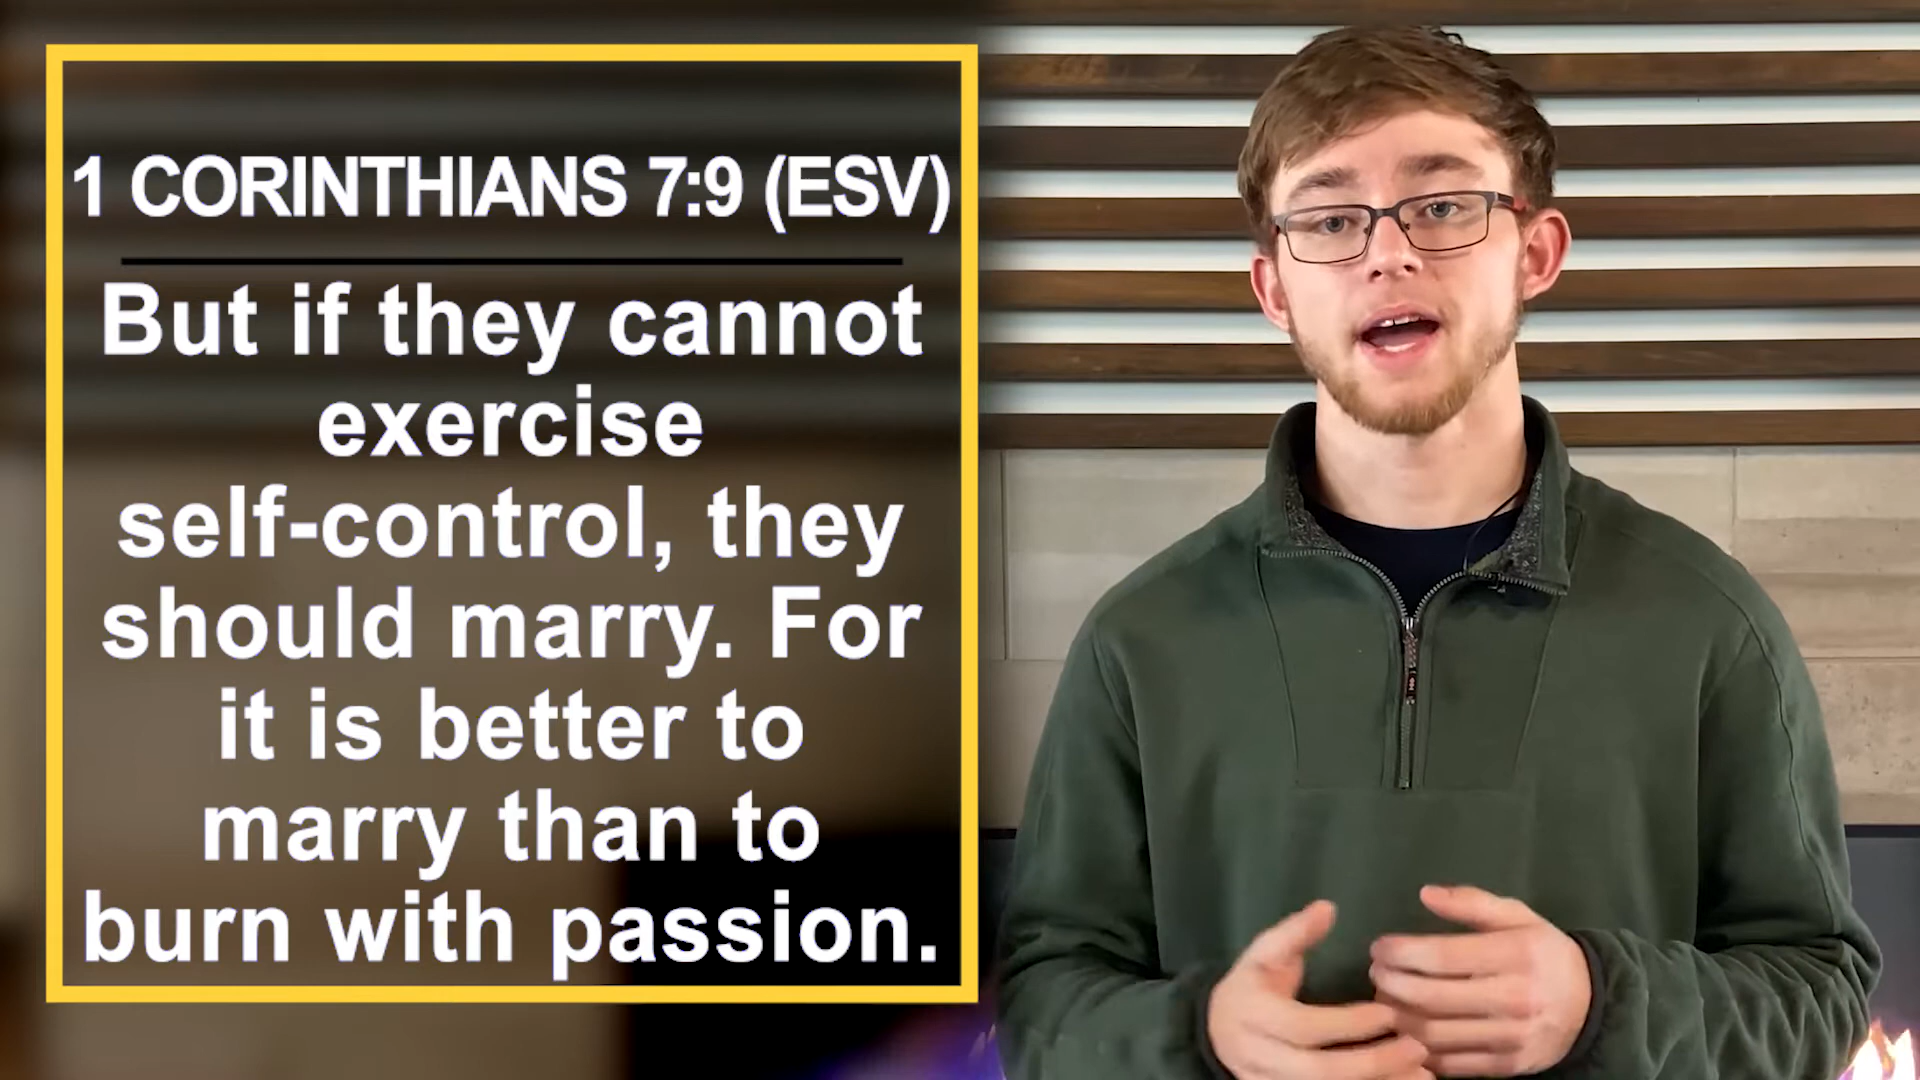 1 CORINTHIANS 7:9 (ESV)
But if they cannot
exercise
self-control, they
should marry. For
it is better to
marry than to
burn with passion.